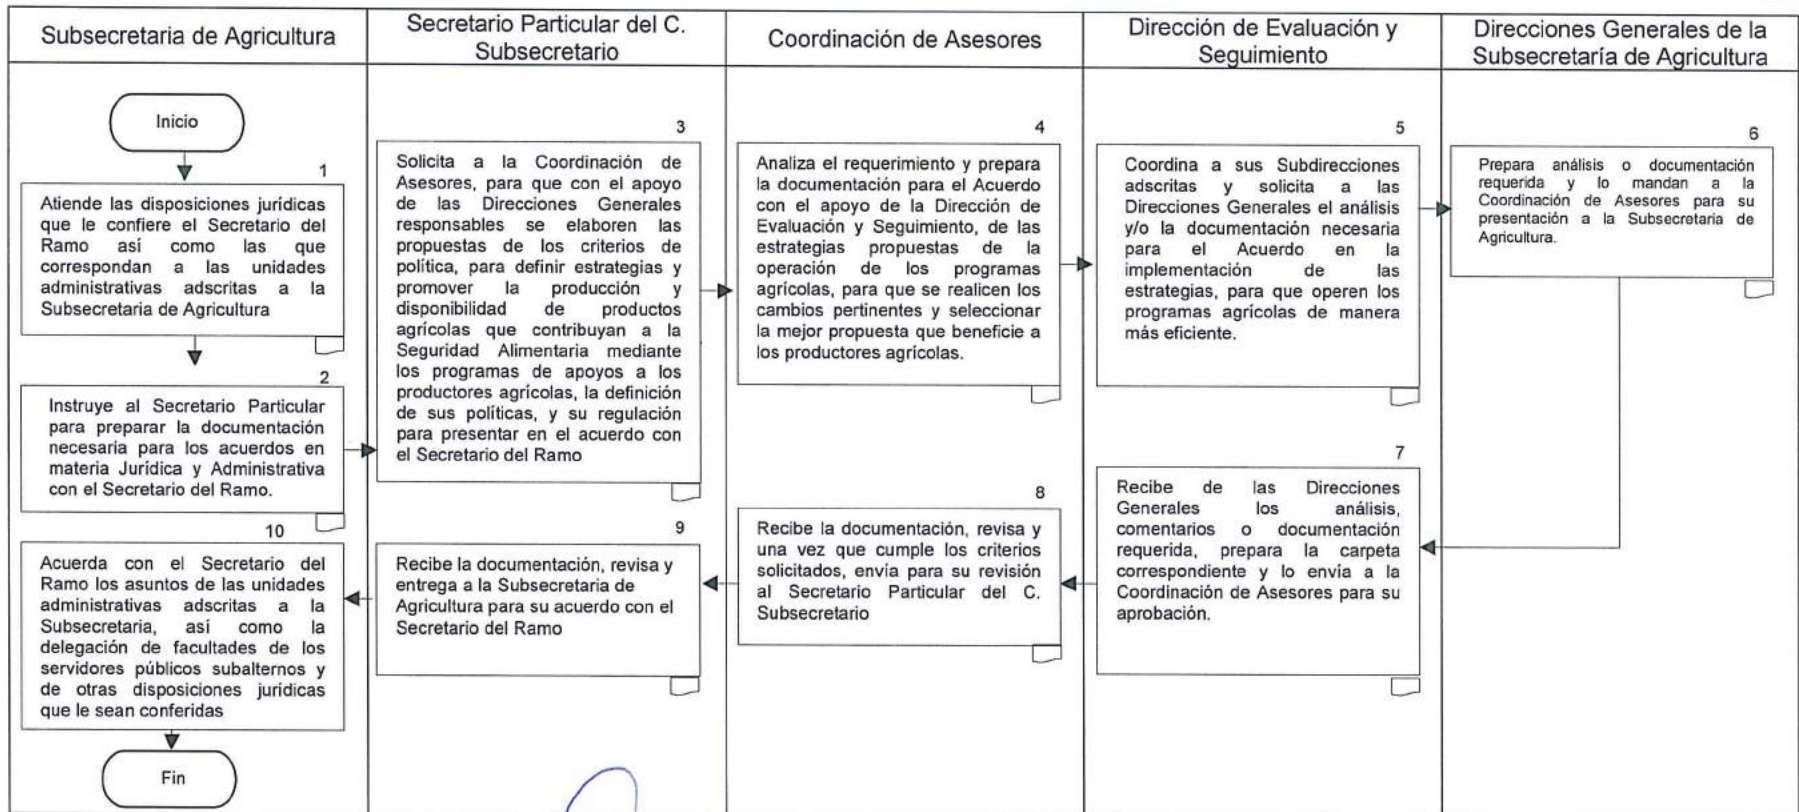 Subsecretaria de Agricultura
Secretario Particular del C.
Subsecretario
Coordinación de Asesores
Dirección de Evaluación y
Seguimiento
Direcciones Generales de la
Subsecretaría de Agricultura
Inicio
1
Atiende las disposiciones jurídicas
que le confiere el Secretario del
Ramo así como las que
correspondan a las unidades
administrativas adscritas a la
Subsecretaria de Agricultura
2
Instruye al Secretario Particular
para preparar la documentación
necesaria para los acuerdos en
materia Jurídica y Administrativa
con el Secretario del Ramo.
3
Solicita a la Coordinación de
Asesores, para que con el apoyo
de las Direcciones Generales
responsables se elaboren las
propuestas de los criterios de
política, para definir estrategias y
promover la producción y
disponibilidad de productos
agrícolas que contribuyan a la
Seguridad Alimentaria mediante
los programas de apoyos a los
productores agrícolas, la definición
de sus políticas, y su regulación
para presentar en el acuerdo con
el Secretario del Ramo
4
Analiza el requerimiento y prepara
la documentación para el Acuerdo
con el apoyo de la Dirección de
Evaluación y Seguimiento, de las
estrategias propuestas de la
operación de los programas
agrícolas, para que se realicen los
cambios pertinentes y seleccionar
la mejor propuesta que beneficie a
los productores agrícolas.
5
Coordina a sus Subdirecciones
adscritas y solicita a las
Direcciones Generales el análisis
y/o la documentación necesaria
para el Acuerdo en la
implementación de las
estrategias, para que operen los
programas agrícolas de manera
más eficiente.
6
Prepara análisis o documentación
requerida y lo mandan a la
Coordinación de Asesores para su
presentación a la Subsecretaria de
Agricultura.
7
Recibe de las Direcciones
Generales los análisis,
comentarios o documentación
requerida, prepara la carpeta
correspondiente y lo envía a la
Coordinación de Asesores para su
aprobación.
8
Recibe la documentación, revisa y
una vez que cumple los criterios
solicitados, envía para su revisión
al Secretario Particular del C.
Subsecretario
9
Recibe la documentación, revisa y
entrega a la Subsecretaria de
Agricultura para su acuerdo con el
Secretario del Ramo
10
Acuerda con el Secretario del
Ramo los asuntos de las unidades
administrativas adscritas a la
Subsecretaria, así como la
delegación de facultades de los
servidores públicos subalternos y
de otras disposiciones jurídicas
que le sean conferidas
Fin